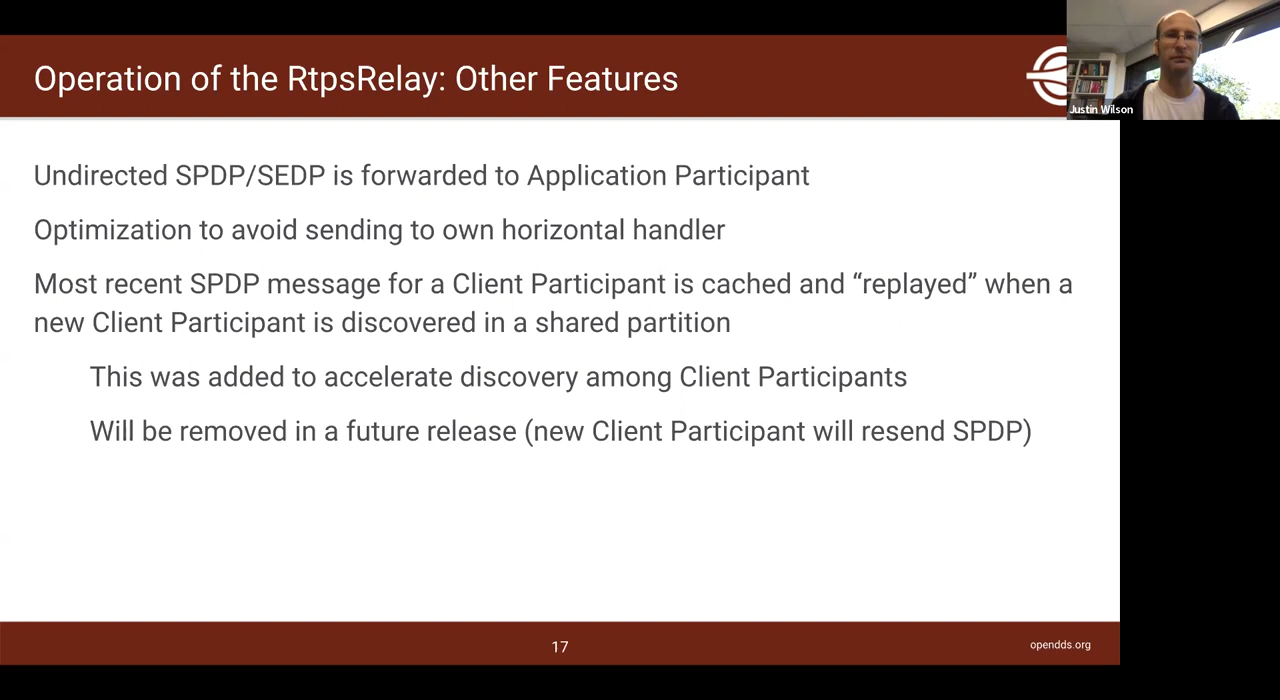 Operation of the RtpsRelay: Other Features
Justin Wilson
Undirected SPDP/SEDP is forwarded to Application Participant
Optimization to avoid sending to own horizontal handler
Most recent SPDP message for a Client Participant is cached and “replayed” when a
new Client Participant is discovered in a shared partition
This was added to accelerate discovery among Client Participants
Will be removed in a future release (new Client Participant will resend SPDP)
17
opendds.org